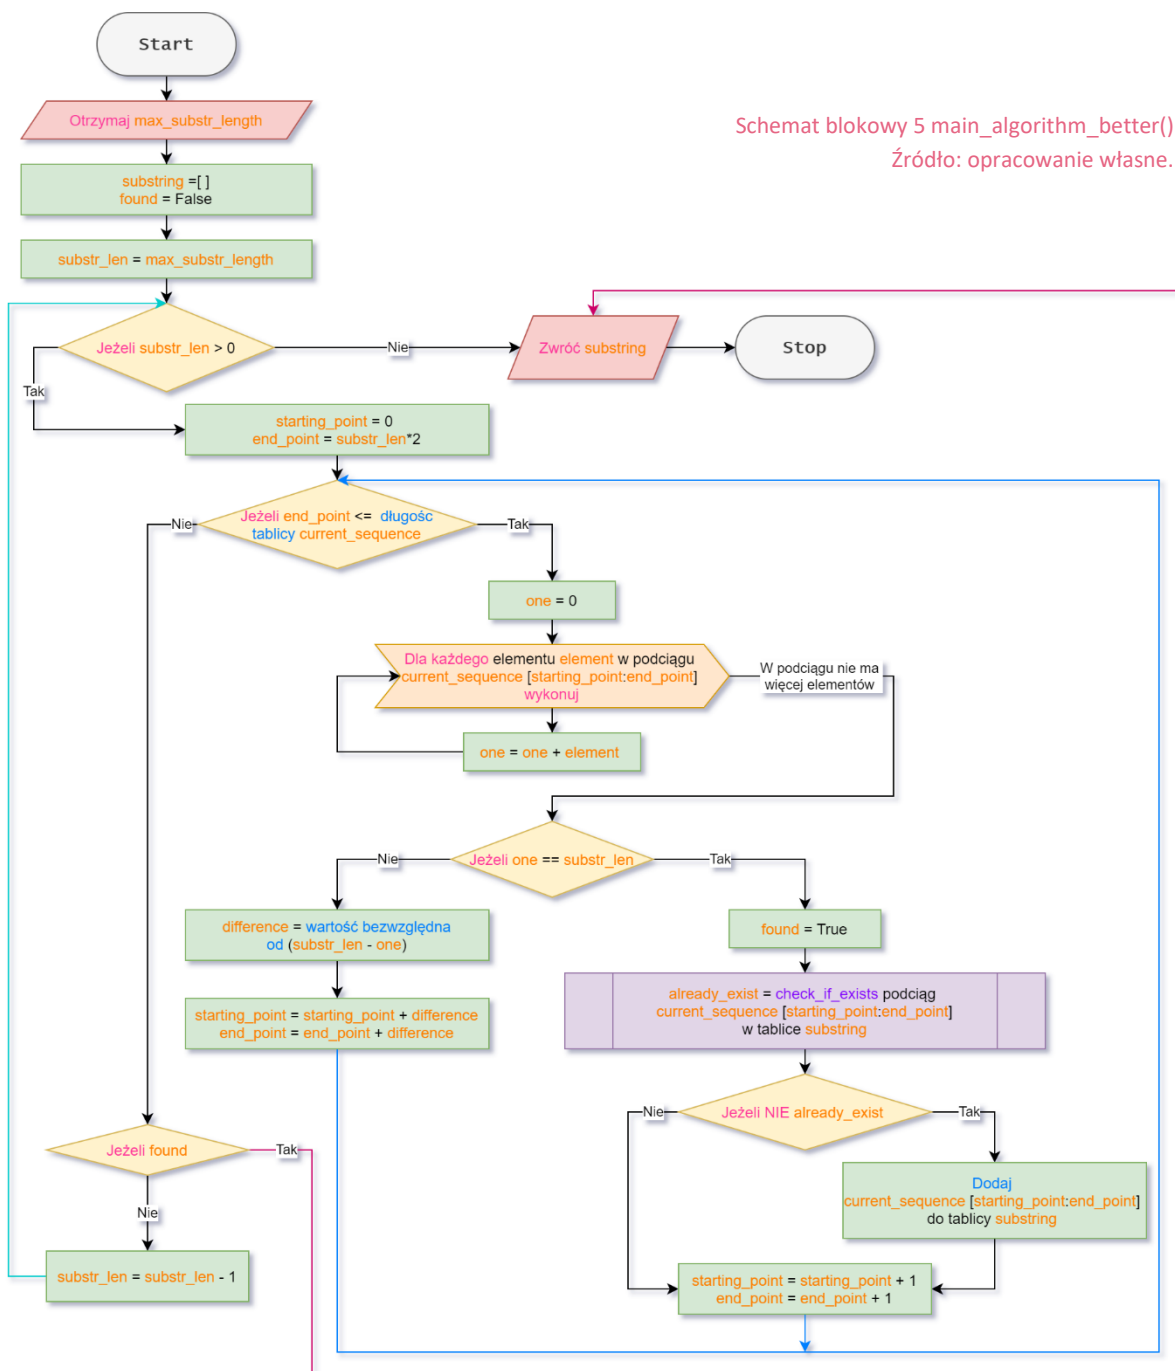 Start
Otrzymaj max_substr_length
Schemat blokowy 5 main_algorithm_better()
Źródło: opracowanie własne.
substring =[ ]
found = False
substr_len = max_substr_length
Jeżeli substr_len > 0
Nie
Zwróć substring
Stop
Tak
starting_point = 0
end_point = substr_len*2
Jeżeli end_point <= długośc
tablicy current_sequence
Nie
Tak
one = 0
Dla każdego elementu element w podciągu
current_sequence [starting_point:end_point]
wykonuj
W podciągu nie ma
więcej elementów
one = one + element
Jeżeli one == substr_len
Nie
Tak
difference = wartość bezwzględna
od (substr_len - one)
found = True
starting_point = starting_point + difference
end_point = end_point + difference
already_exist = check_if_exists podciąg
current_sequence [starting_point:end_point]
w tablice substring
Jeżeli NIE already_exist
Nie
Tak
Jeżeli found
Tak
Nie
Dodaj
current_sequence [starting_point:end_point]
do tablicy substring
substr_len = substr_len - 1
starting_point = starting_point + 1
end_point = end_point + 1